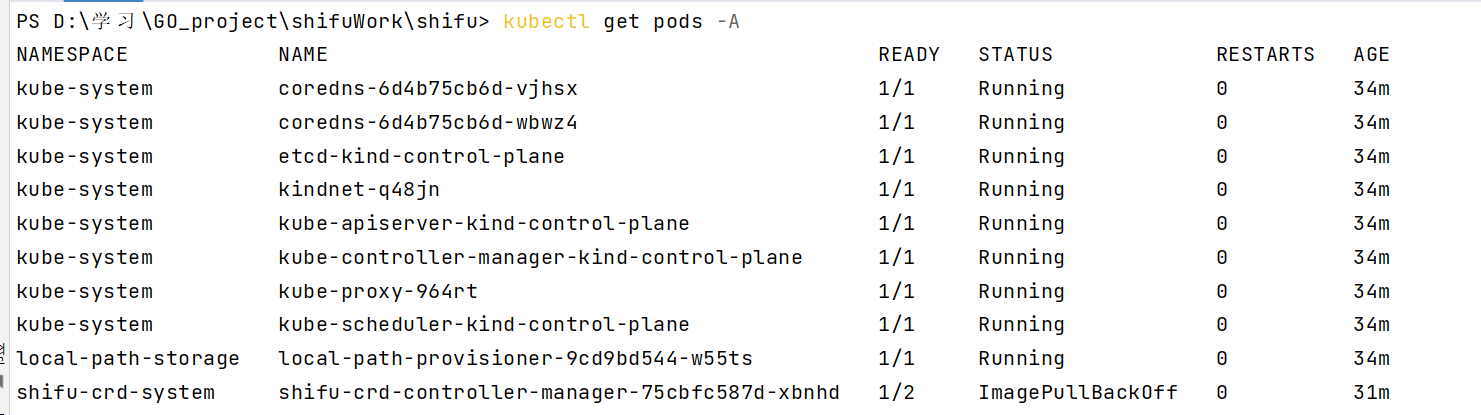 PS D:\学习\GO_project\shifuWork\shifu> kubectl get pods -A
NAMESPACE NAME READY STATUS RESTARTS AGE
kube-system coredns-6d4b75cb6d-vjhsx 1/1 Running 0 34m
kube-system coredns-6d4b75cb6d-wbwz4 1/1 Running 0 34m
kube-system etcd-kind-control-plane 1/1 Running 0 34m
kube-system kindnet-q48jn 1/1 Running 0 34m
kube-system kube-apiserver-kind-control-plane 1/1 Running 0 34m
kube-system kube-controller-manager-kind-control-plane 1/1 Running 0 34m
kube-system kube-proxy-964rt 1/1 Running 0 34m
kube-system kube-scheduler-kind-control-plane 1/1 Running 0 34m
local-path-storage local-path-provisioner-9cd9bd544-w55ts 1/1 Running 0 34m
shifu-crd-system shifu-crd-controller-manager-75cbfc587d-xbnhd 1/2 ImagePullBackOff 0 31m